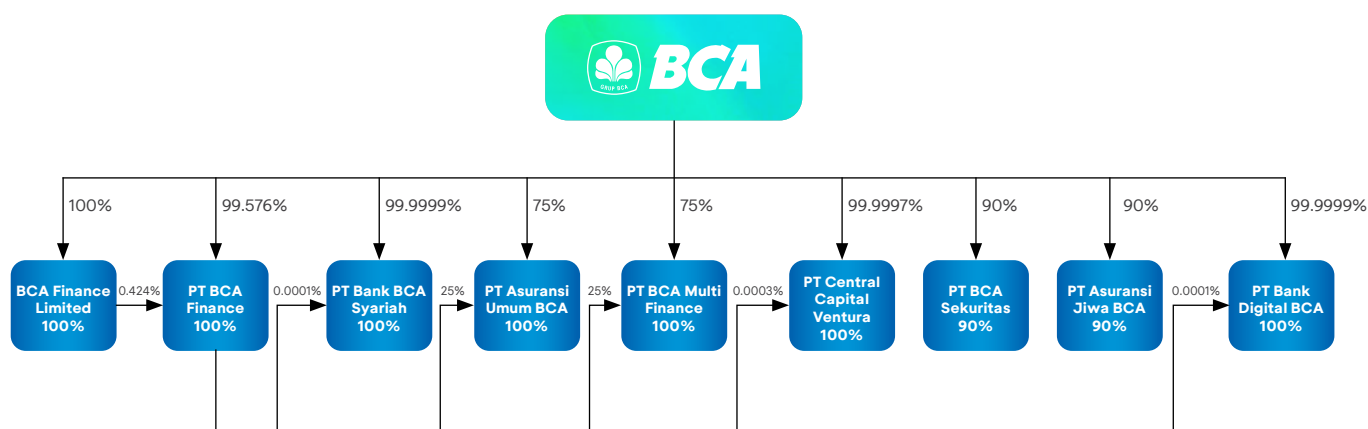 GRUP BCA
BCA
100%
99.576%
99.9999%
75%
75%
99.9997%
90%
90%
99.9999%
BCA Finance
Limited
100%
0.424%
PT BCA
Finance
100%
0.0001%
PT Bank BCA
Syariah
100%
25%
PT Asuransi
Umum BCA
100%
25%
PT BCA Multi
Finance
100%
0.0003%
PT Central
Capital
Ventura
100%
PT BCA
Sekuritas
90%
PT Asuransi
Jiwa BCA
90%
0.0001%
PT Bank
Digital BCA
100%